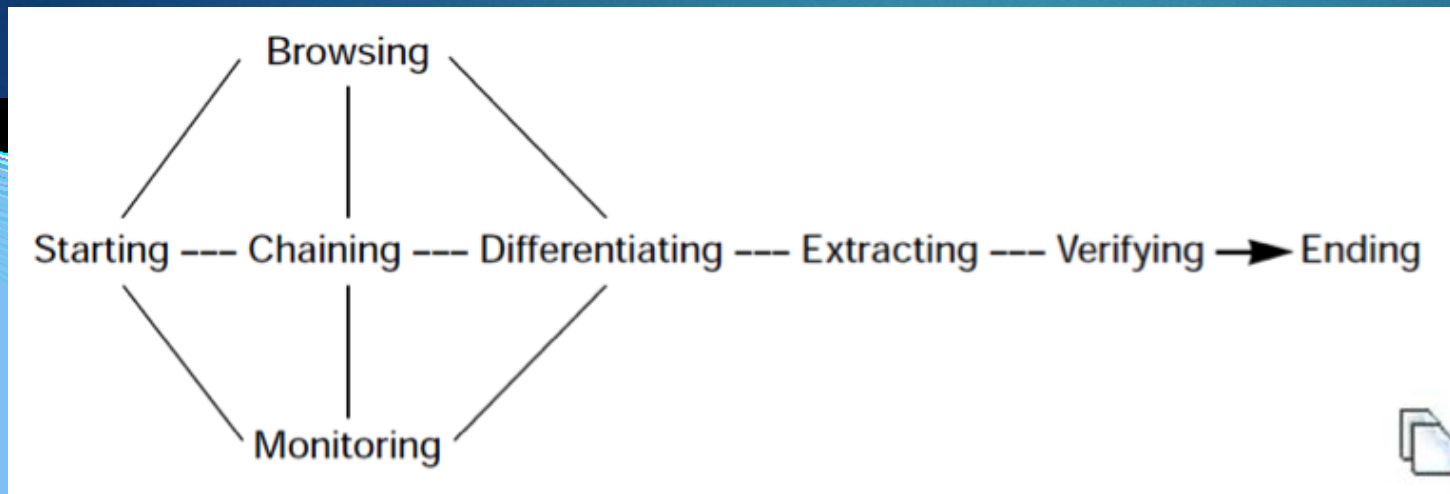 Browsing
Starting --- Chaining --- Differentiating --- Extracting --- Verifying → Ending
Monitoring